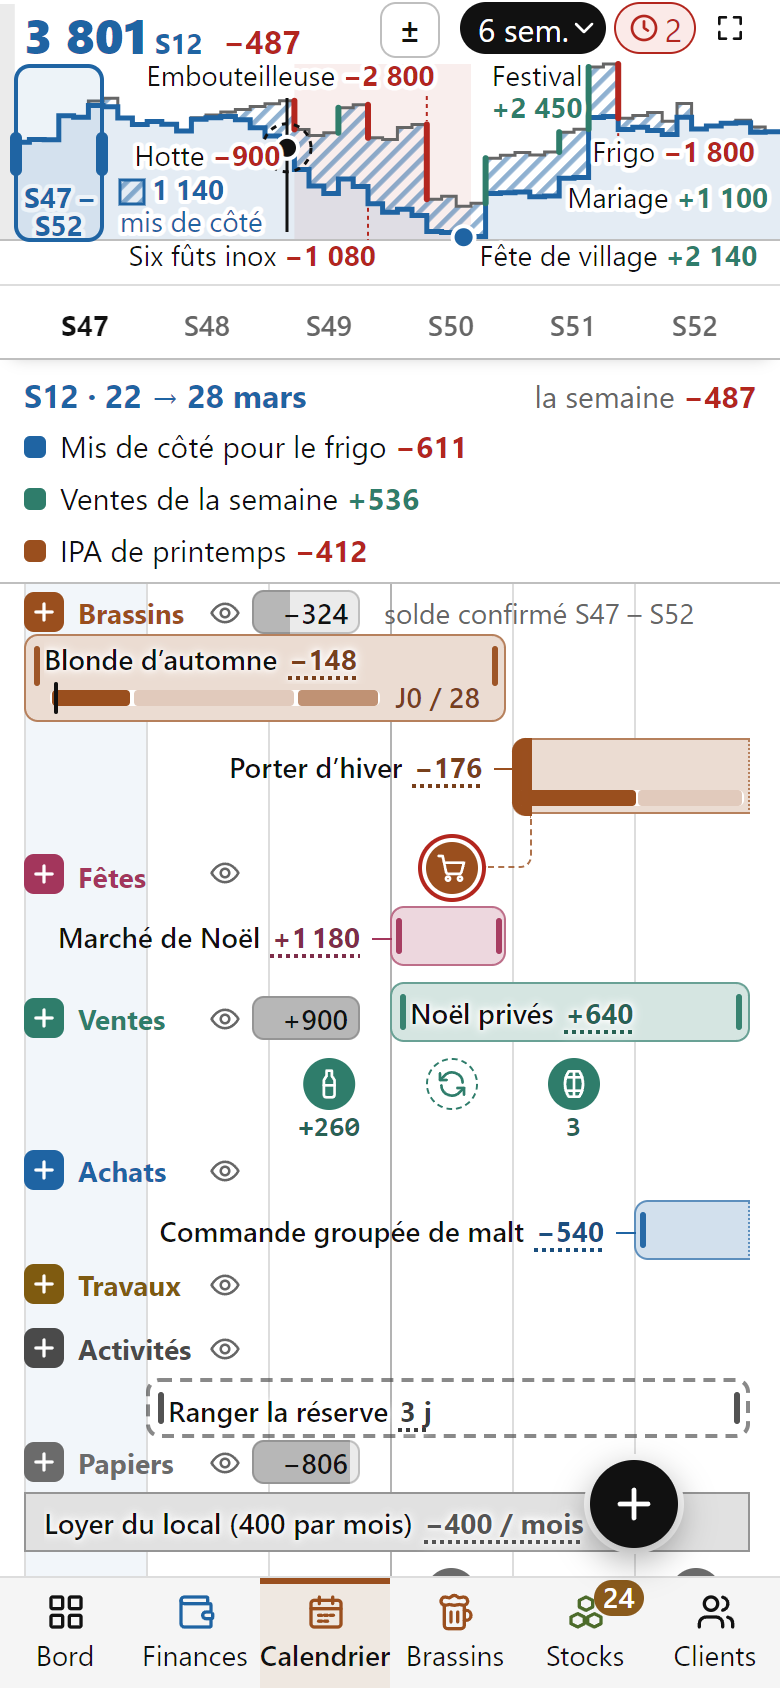 3 801 S12 −487
±
6 sem.
2
Embouteilleuse −2 800
Festival
+2 450
Hotte −900
Frigo −1 800
S47 –
S52
1 140
mis de côté
Mariage +1 100
Six fûts inox −1 080
Fête de village +2 140
S47 S48 S49 S50 S51 S52
S12 · 22 → 28 mars
la semaine −487
Mis de côté pour le frigo −611
Ventes de la semaine +536
IPA de printemps −412
Brassins −324 solde confirmé S47 – S52
Blonde d’automne −148
J0 / 28
Porter d’hiver −176
Fêtes
Marché de Noël +1 180
Ventes +900
Noël privés +640
+260
3
Achats
Commande groupée de malt −540
Travaux
Activités
Ranger la réserve 3 j
Papiers −806
Loyer du local (400 par mois) −400 / mois
24
Bord Finances Calendrier Brassins Stocks Clients